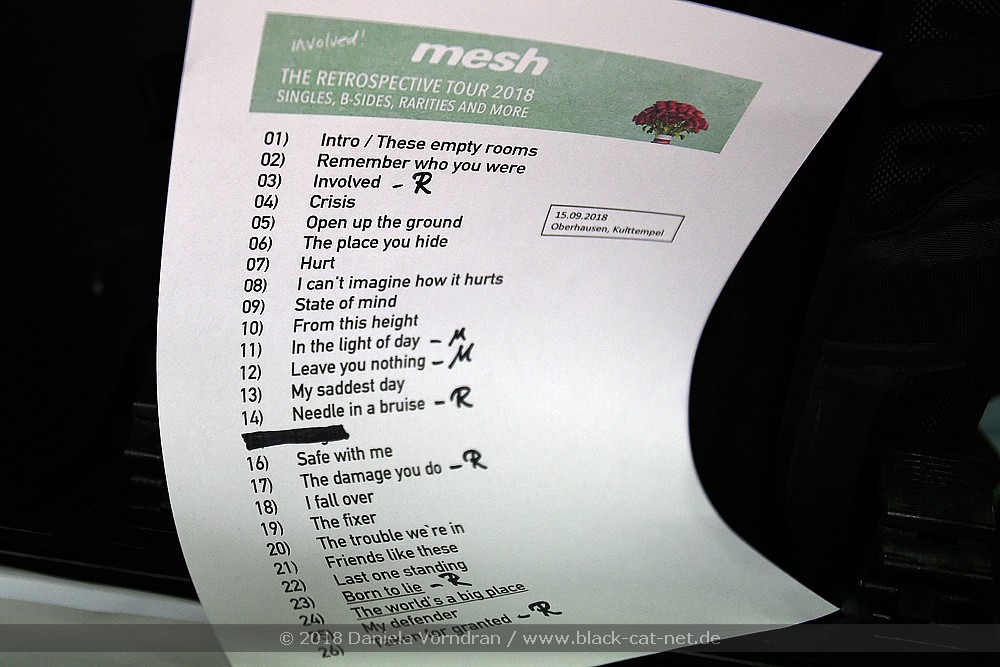 involved!
mesh
THE RETROSPECTIVE TOUR 2018
SINGLES, B-SIDES, RARITIES AND MORE
01) Intro / These empty rooms
02) Remember who you were
03) Involved - R
04) Crisis
05) Open up the ground
06) The place you hide
07) Hurt
08) I can't imagine how it hurts
09) State of mind
10) From this height
11) In the light of day - M
12) Leave you nothing - M
13) My saddest day
14) Needle in a bruise - R
16) Safe with me
17) The damage you do - R
18) I fall over
19) The fixer
20) The trouble we`re in
21) Friends like these
22) Last one standing
23) Born to lie - R
24) The world's a big place
25) My defender
26) Taken for granted - R
15.09.2018
Oberhausen, Kulttempel
© 2018 Daniela Vorndran / www.black-cat-net.de